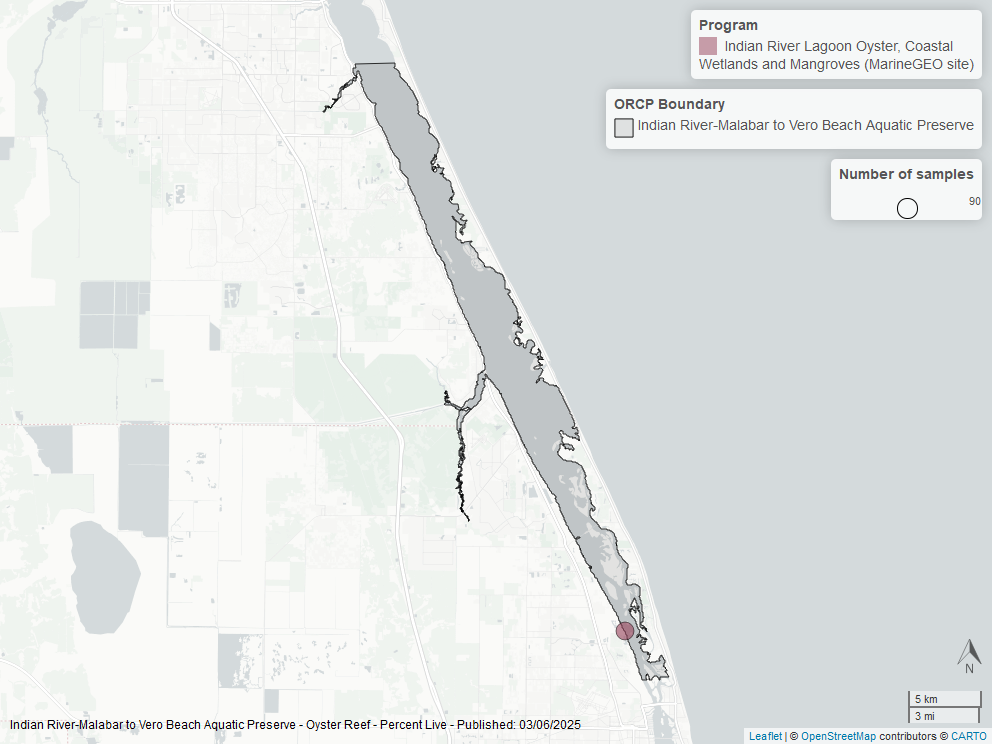 Program
Indian River Lagoon Oyster, Coastal
Wetlands and Mangroves (MarineGEO site)
ORCP Boundary
Indian River-Malabar to Vero Beach Aquatic Preserve
Number of samples
90
N
5 km
3 mi
Indian River-Malabar to Vero Beach Aquatic Preserve - Oyster Reef - Percent Live - Published: 03/06/2025
Leaflet | © OpenStreetMap contributors © CARTO